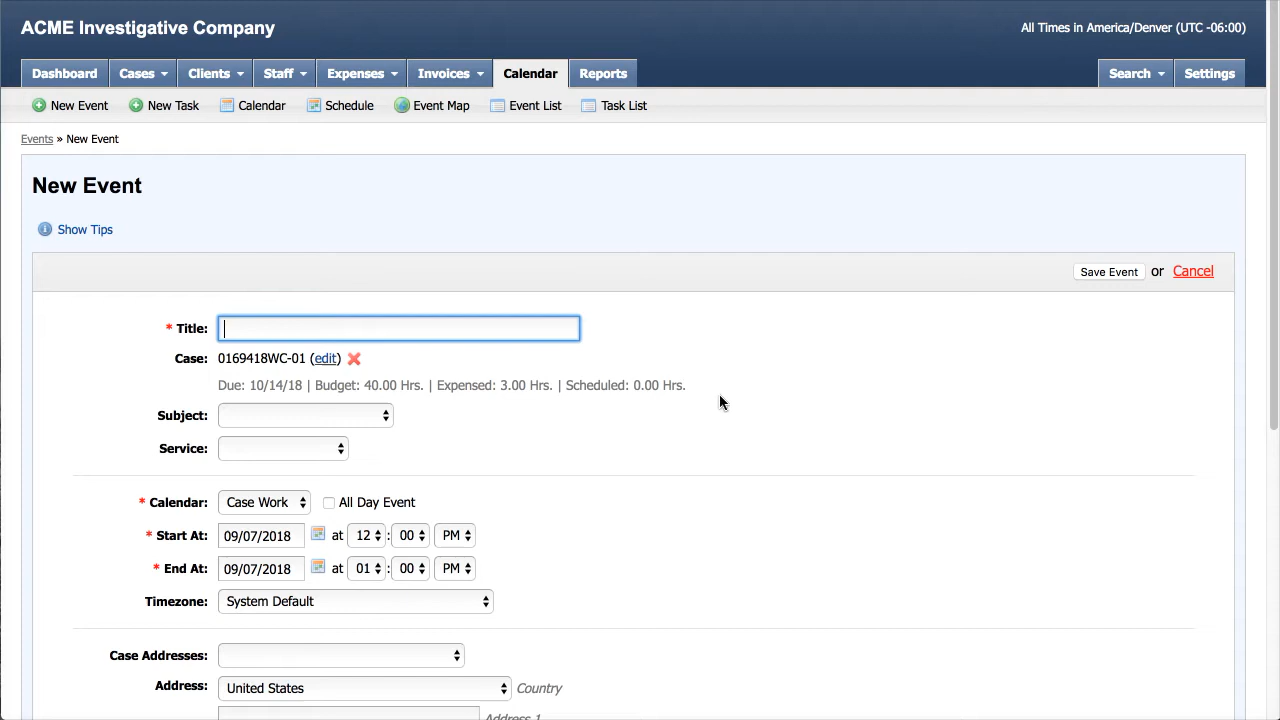 ACME Investigative Company
All Times in America/Denver (UTC -06:00)
Dashboard Cases Clients Staff Expenses Invoices Calendar Reports Search Settings
New Event New Task Calendar Schedule Event Map Event List Task List
Events » New Event
New Event
Show Tips
Save Event or Cancel
* Title:
Case: 0169418WC-01 (edit)
Due: 10/14/18 | Budget: 40.00 Hrs. | Expensed: 3.00 Hrs. | Scheduled: 0.00 Hrs.
Subject:
Service:
* Calendar: Case Work All Day Event
* Start At: 09/07/2018 at 12 : 00 PM
* End At: 09/07/2018 at 01 : 00 PM
Timezone: System Default
Case Addresses:
Address: United States Country
Address 1